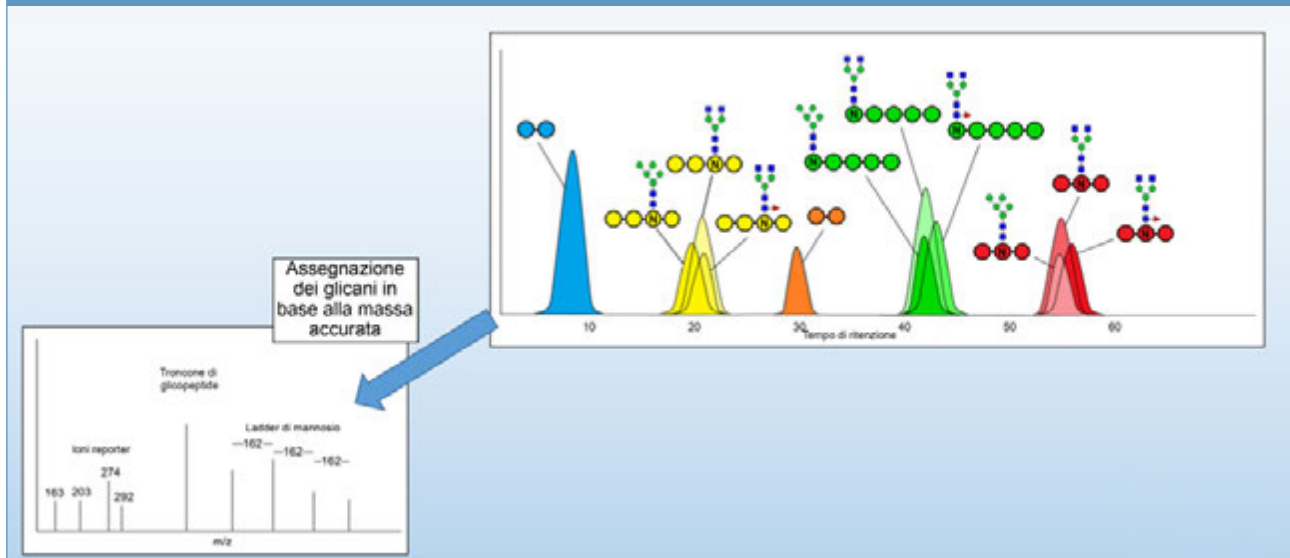 N
N
N
N
N
N
N
N
N
10
20
30
40
50
60
Tempo di ritenzione
Assegnazione
dei glicani in
base alla massa
accurata
Troncone di
glicopeptide
Ladder di mannosio
---162---
---162---
--162--
Ioni reporter
274
163
203
292
m/z